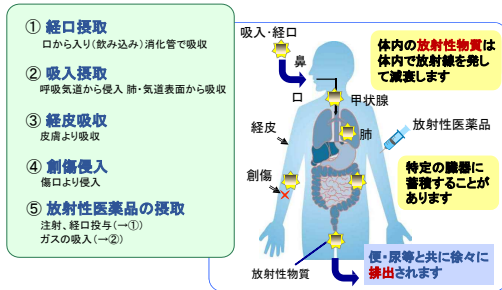 ① 経口摂取
口から入り(飲み込み)消化管で吸収
② 吸入摂取
呼吸気道から侵入 肺・気道表面から吸収
③ 経皮吸収
皮膚より吸収
④ 創傷侵入
傷口より侵入
⑤ 放射性医薬品の摂取
注射、経口投与(→①)
ガスの吸入(→②)
吸入・経口
鼻
口
甲状腺
経皮
肺
創傷
放射性物質
体内の放射性物質は
体内で放射線を発し
て減衰します
放射性医薬品
特定の臓器に
蓄積することが
あります
便・尿等と共に徐々に
排出されます